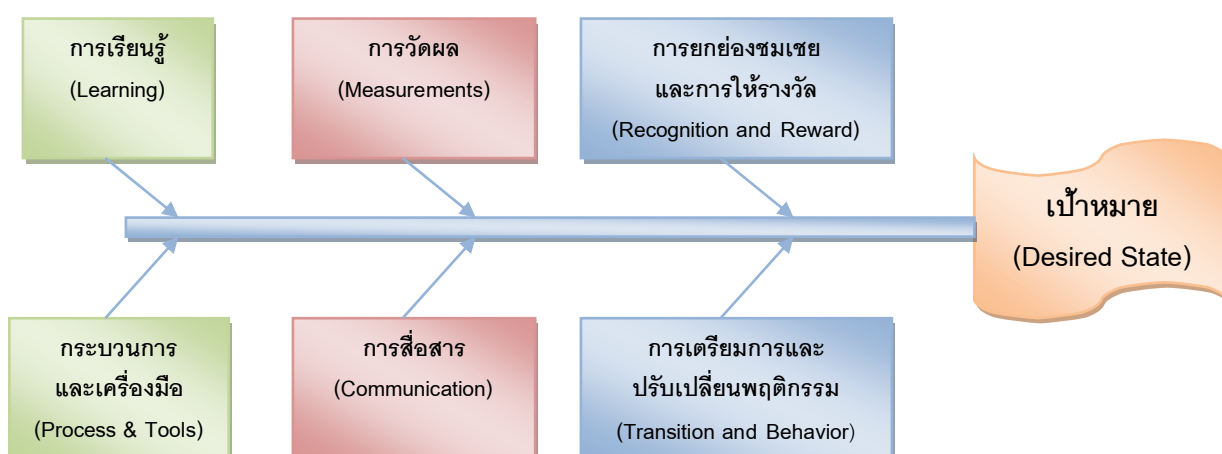 การเรียนรู้
(Learning)
การวัดผล
(Measurements)
การยกย่องชมเชย
และการให้รางวัล
(Recognition and Reward)
เป้าหมาย
(Desired State)
กระบวนการ
และเครื่องมือ
(Process & Tools)
การสื่อสาร
(Communication)
การเตรียมการและ
ปรับเปลี่ยนพฤติกรรม
(Transition and Behavior)